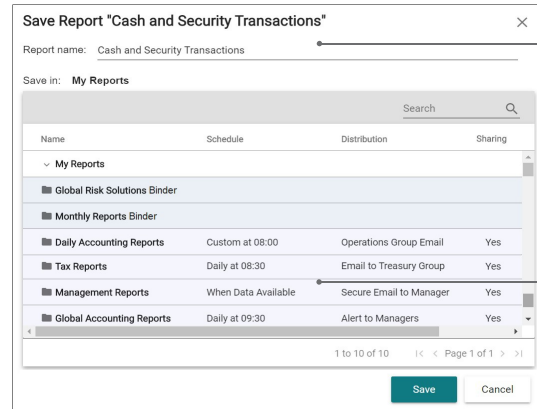 Save Report "Cash and Security Transactions"
Report name: Cash and Security Transactions
Save in: My Reports
Search
Name Schedule Distribution Sharing
My Reports
Global Risk Solutions Binder
Monthly Reports Binder
Daily Accounting Reports Custom at 08:00 Operations Group Email Yes
Tax Reports Daily at 08:30 Email to Treasury Group Yes
Management Reports When Data Available Secure Email to Manager Yes
Global Accounting Reports Daily at 09:30 Alert to Managers Yes
1 to 10 of 10 |< < Page 1 of 1 > >|
Save Cancel